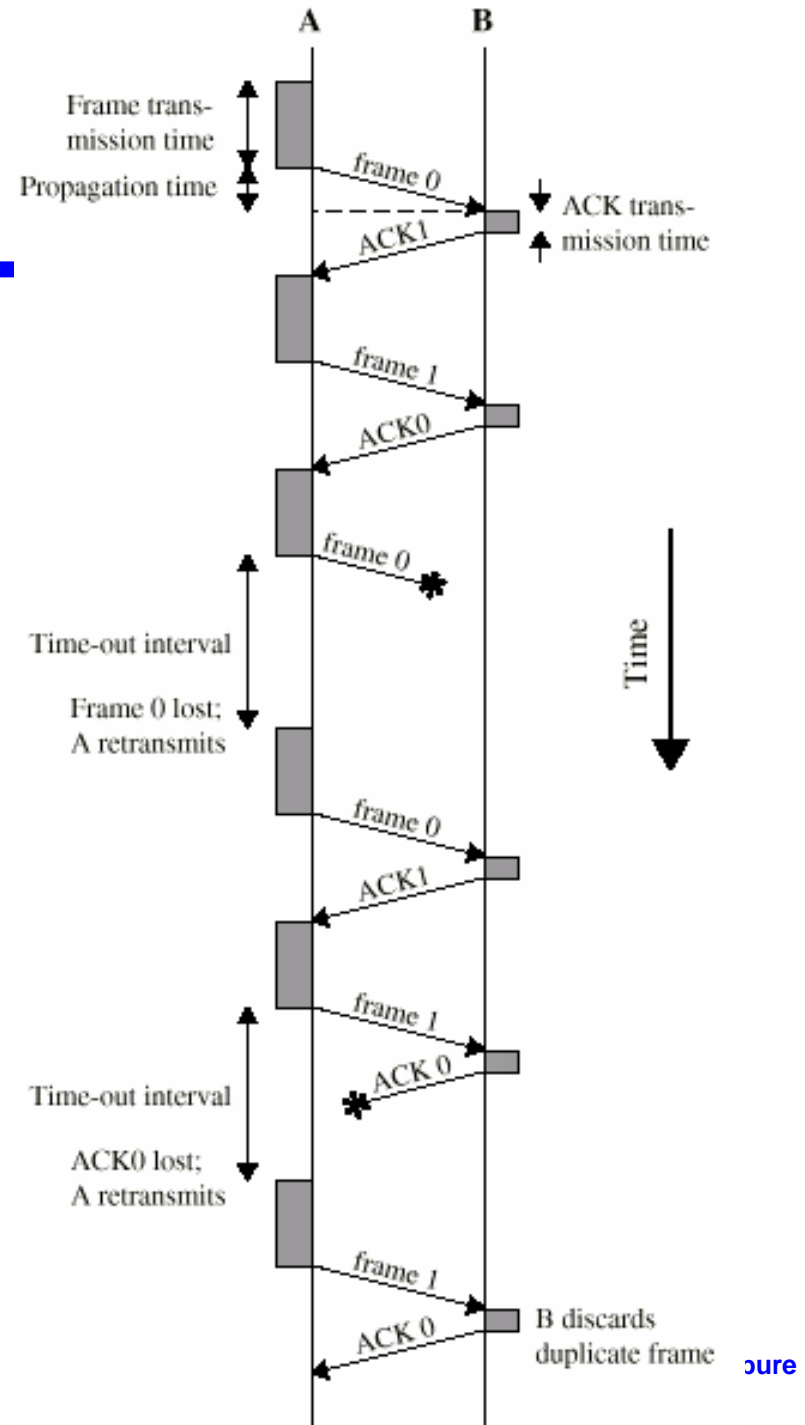 A
B
Frame trans-
mission time
frame 0
Propagation time
ACK trans-
mission time
ACK1
frame 1
ACK0
frame 0
Time-out interval
Time
Frame 0 lost;
A retransmits
frame 0
ACK1
frame 1
ACK 0
Time-out interval
ACK0 lost;
A retransmits
frame 1
ACK 0
B discards
duplicate frame